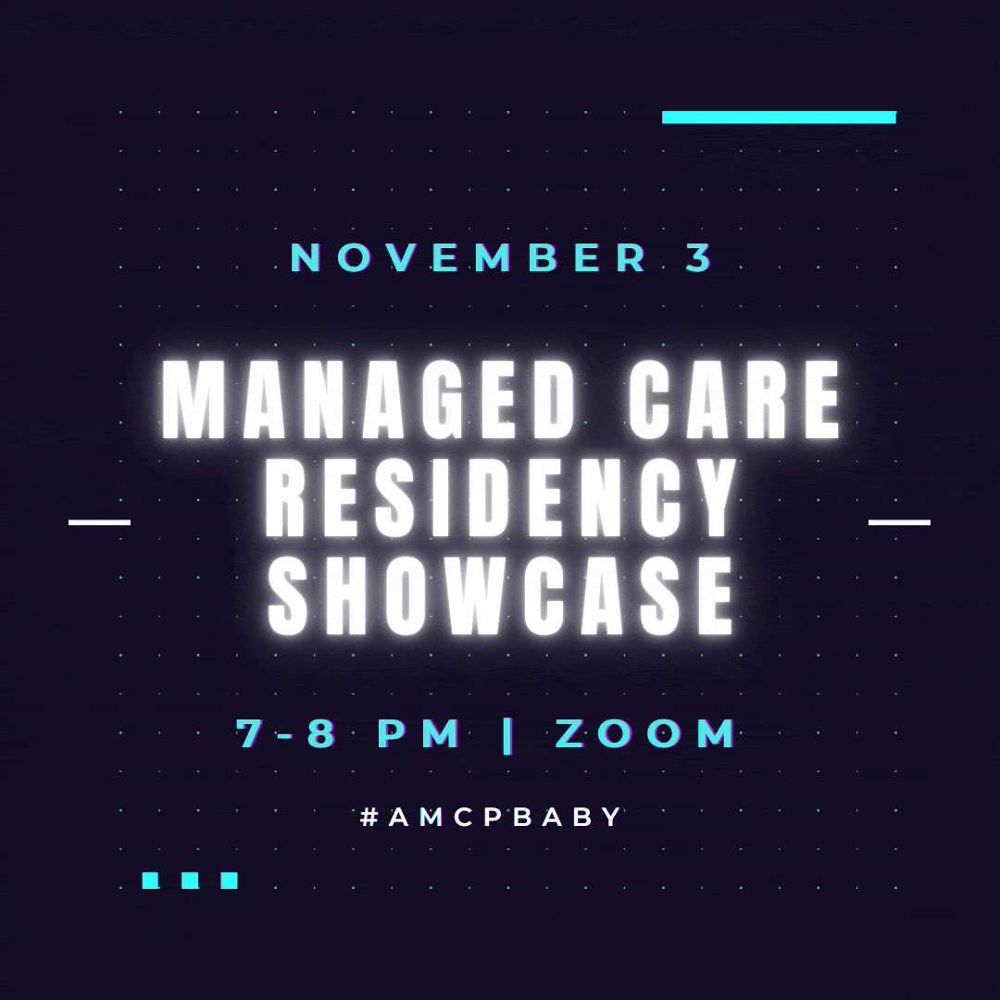 NOVEMBER 3
MANAGED CARE
RESIDENCY
SHOWCASE
7-8 PM | ZOOM
#AMCPBABY